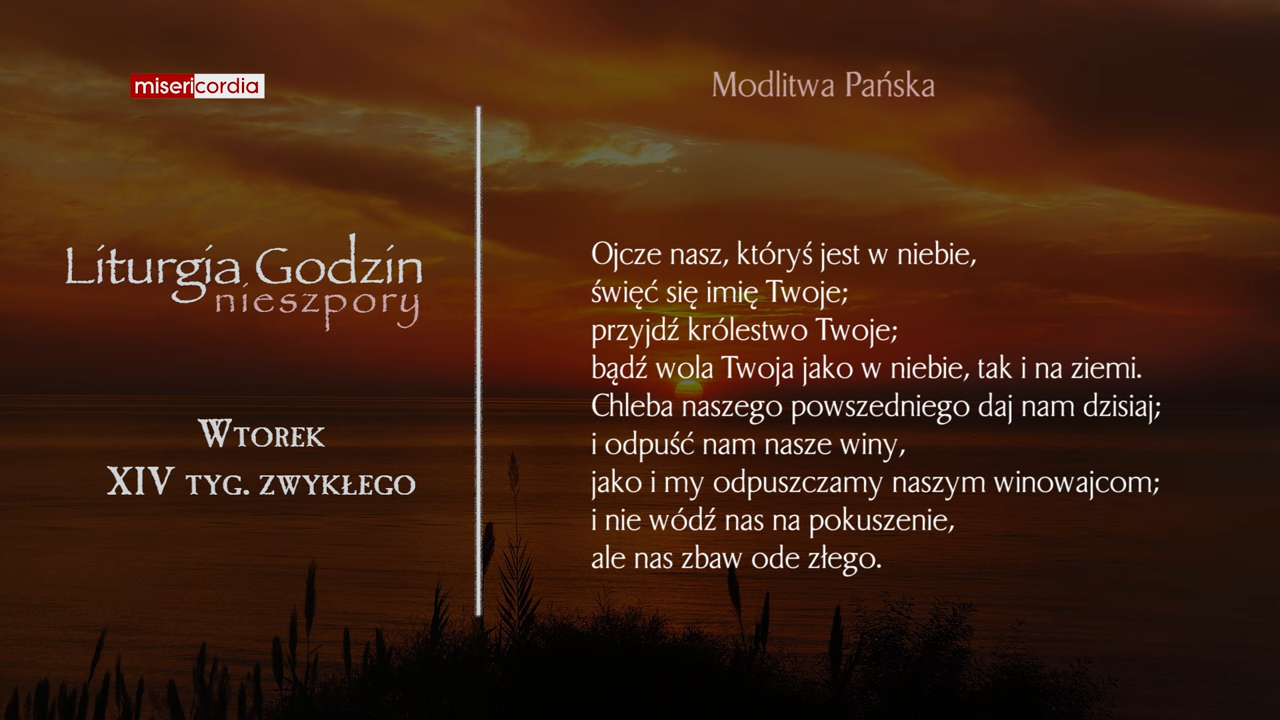 misericordia
Liturgia Godzin
nieszpory
Wtorek
XIV tyg. zwykłego
Modlitwa Pańska
Ojcze nasz, któryś jest w niebie,
święć się imię Twoje;
przyjdź królestwo Twoje;
bądź wola Twoja jako w niebie, tak i na ziemi.
Chleba naszego powszedniego daj nam dzisiaj;
i odpuść nam nasze winy,
jako i my odpuszczamy naszym winowajcom;
i nie wódź nas na pokuszenie,
ale nas zbaw ode złego.